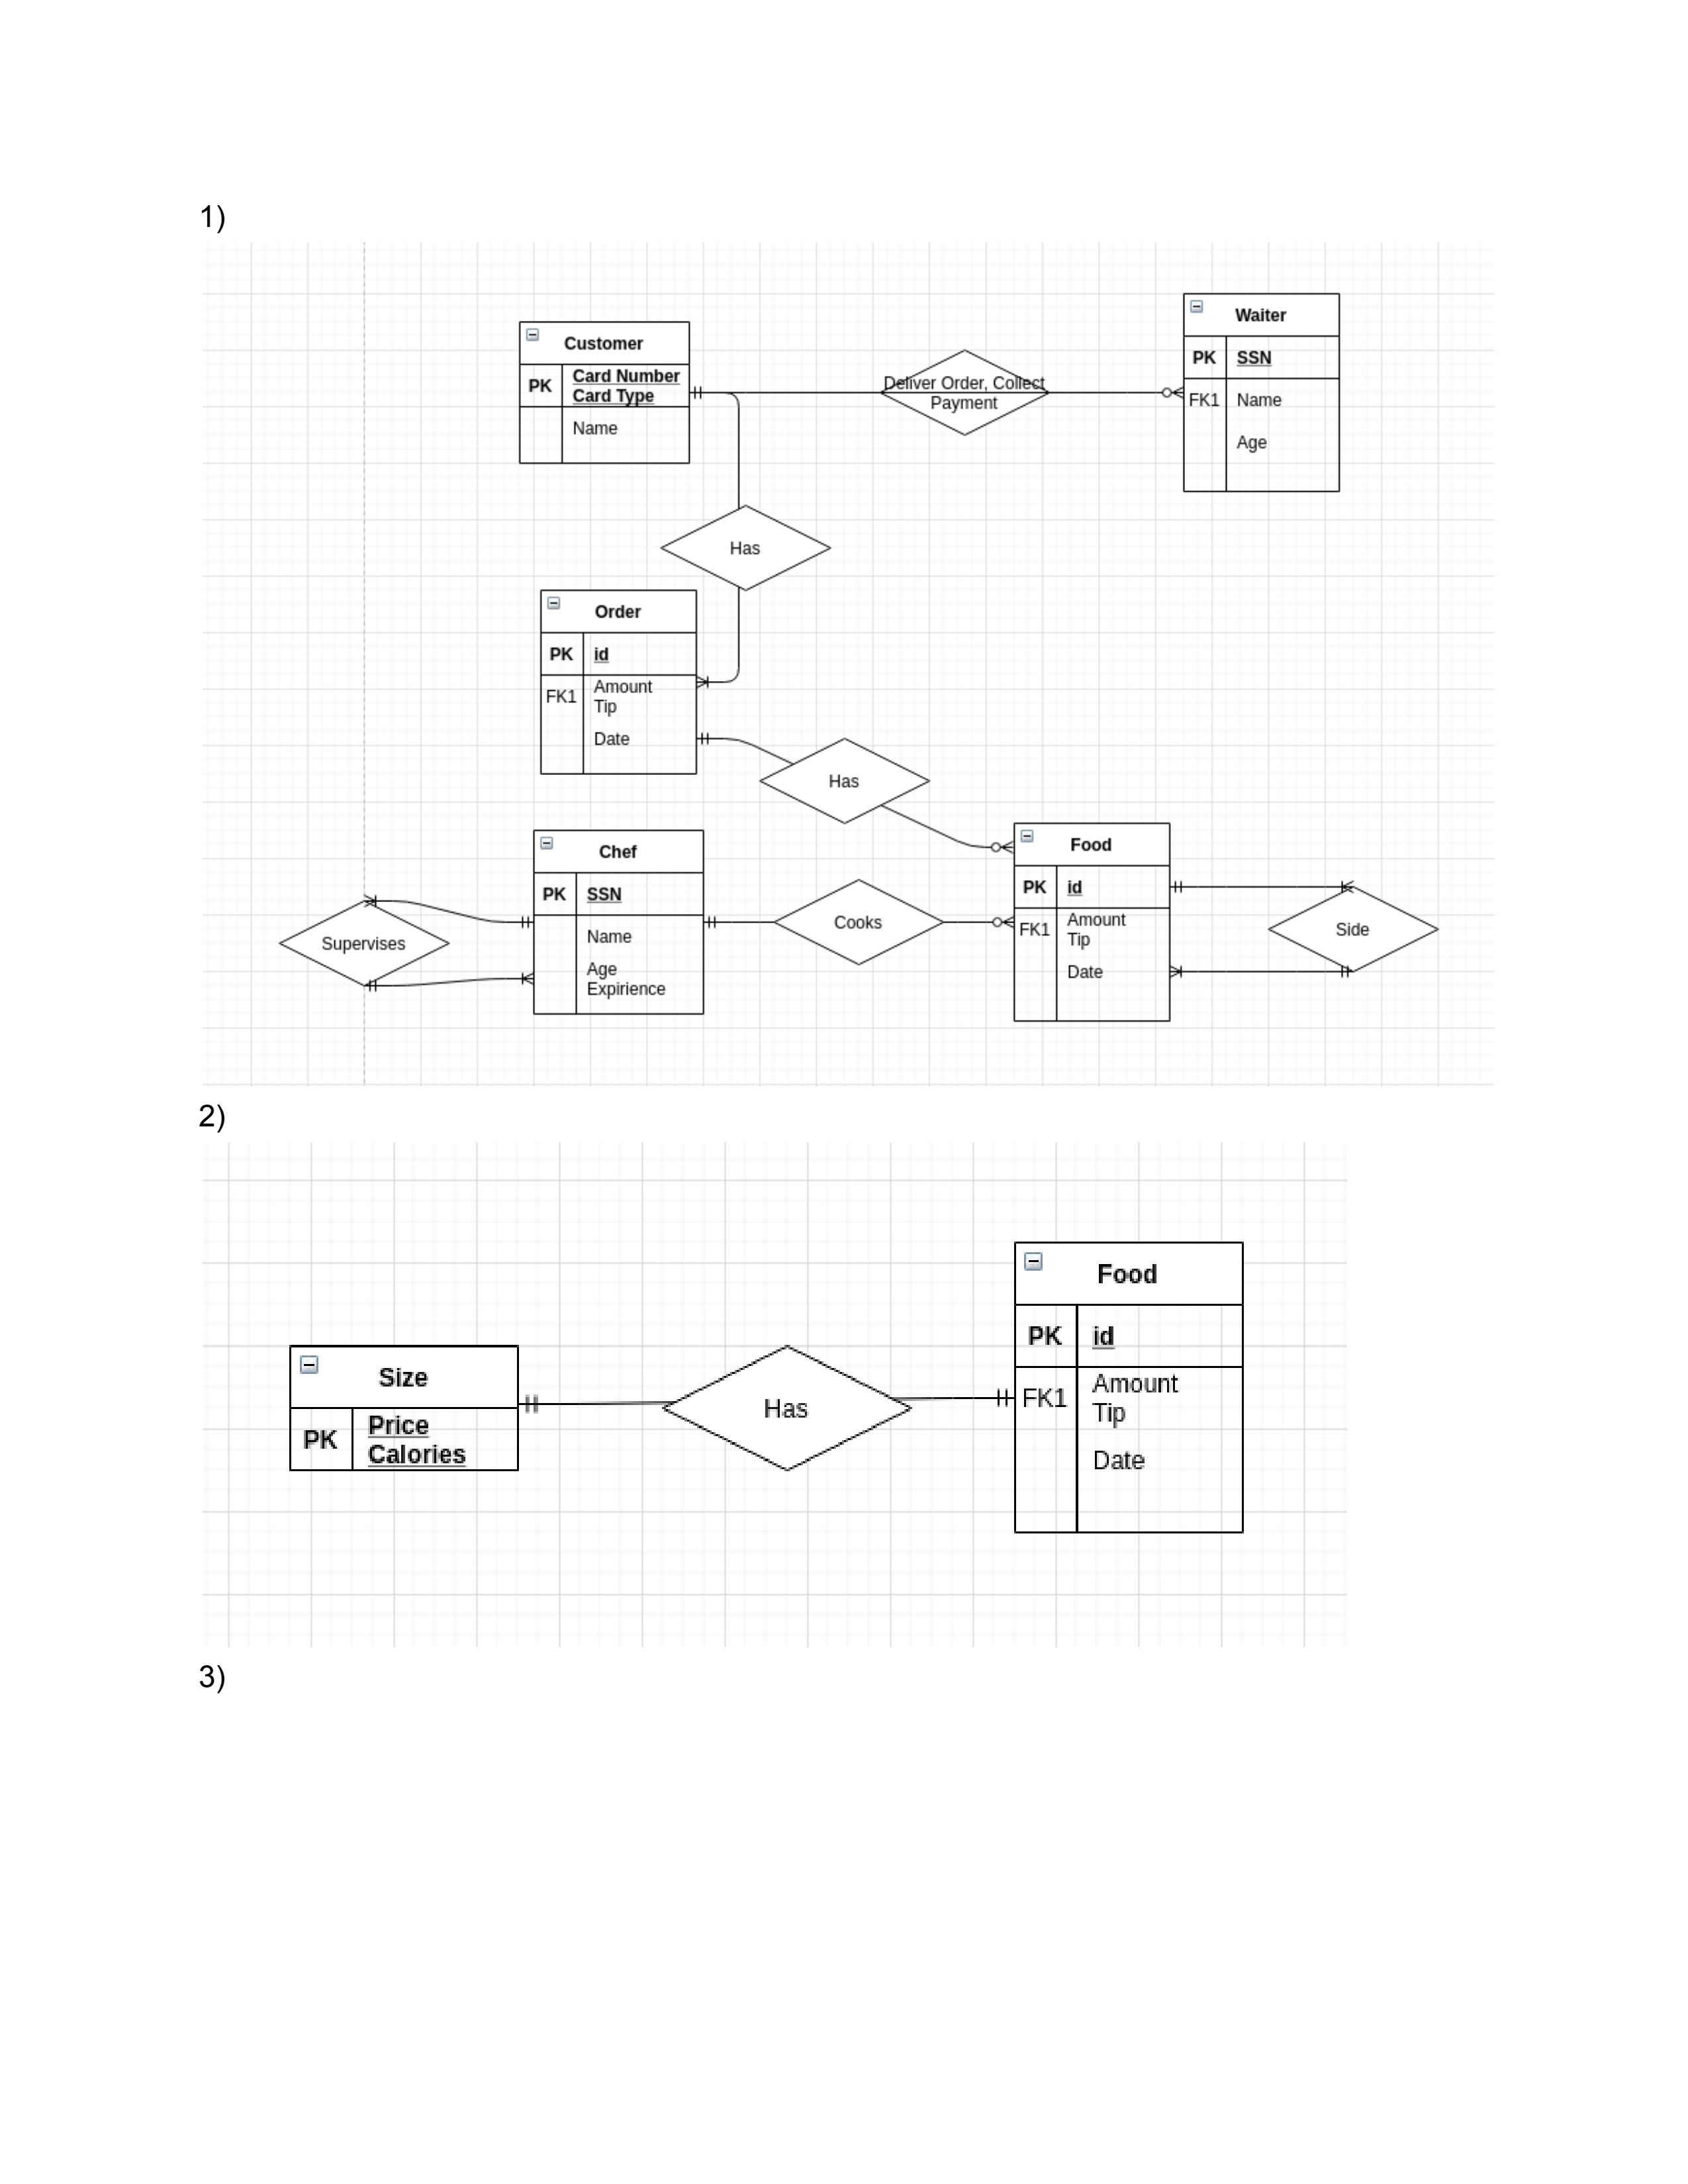 1)
Customer
PK
Card Number
Card Type
Name
Deliver Order, Collect
Payment
Waiter
PK SSN
FK1 Name
Age
Has
Order
PK id
FK1
Amount
Tip
Date
Has
Chef
PK SSN
Name
Age
Expirience
Supervises
Cooks
Food
PK id
FK1
Amount
Tip
Date
Side
2)
Size
PK
Price
Calories
Has
Food
PK id
FK1
Amount
Tip
Date
3)